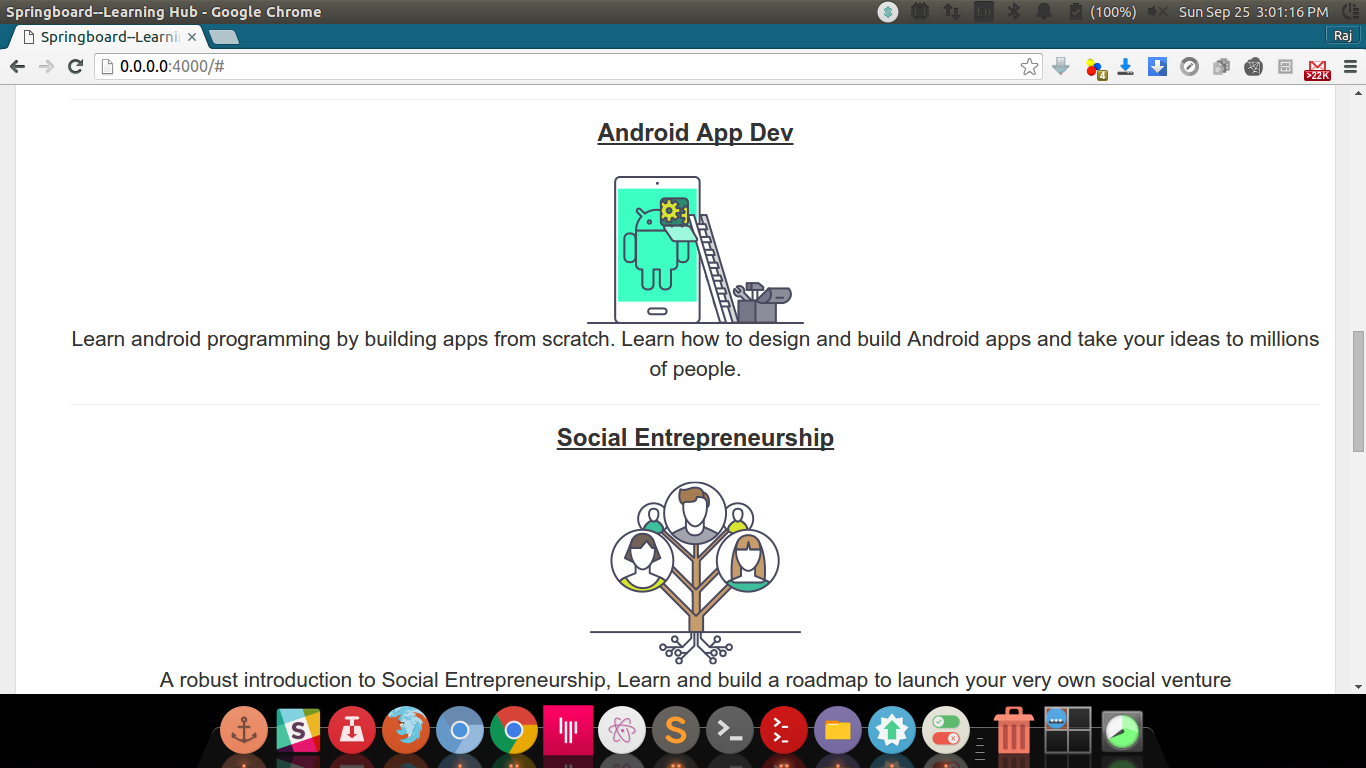 Springboard--Learning Hub - Google Chrome
(100%) Sun Sep 25 3:01:16 PM
Springboard--Learni
Raj
0.0.0.0:4000/#
4
>22K
Android App Dev
Learn android programming by building apps from scratch. Learn how to design and build Android apps and take your ideas to millions
of people.
Social Entrepreneurship
A robust introduction to Social Entrepreneurship, Learn and build a roadmap to launch your very own social venture